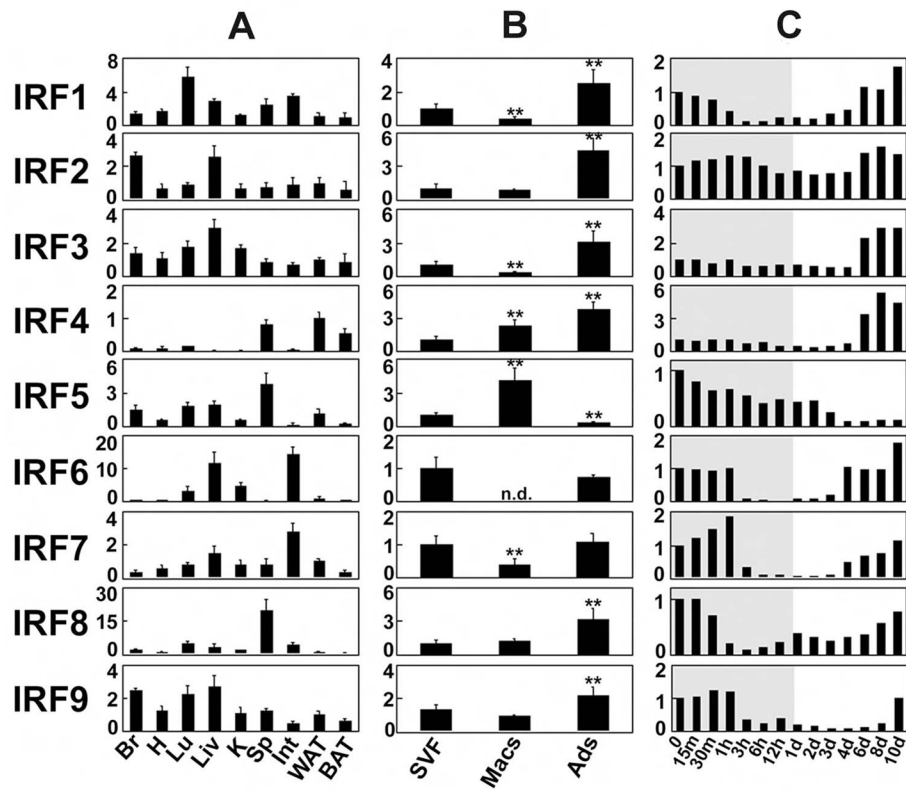 A B C
IRF1 8 4 0 4 2 0 ** ** 2 1 0
IRF2 4 2 0 6 3 0 ** 2 1 0
IRF3 4 2 0 6 3 0 ** ** 4 2 0
IRF4 2 1 0 6 3 0 ** ** 6 3 0
IRF5 6 3 0 6 3 0 ** ** 1 0
IRF6 20 10 0 2 1 0 n.d. 2 1 0
IRF7 4 2 0 2 1 0 ** 2 1 0
IRF8 30 15 0 6 3 0 ** 1 0
IRF9 4 2 0 4 2 0 ** 2 1 0
Br H Lu Liv K Sp Int WAT BAT SVF Macs Ads 0 15m 30m 1h 3h 6h 12h 1d 2d 3d 4d 6d 8d 10d